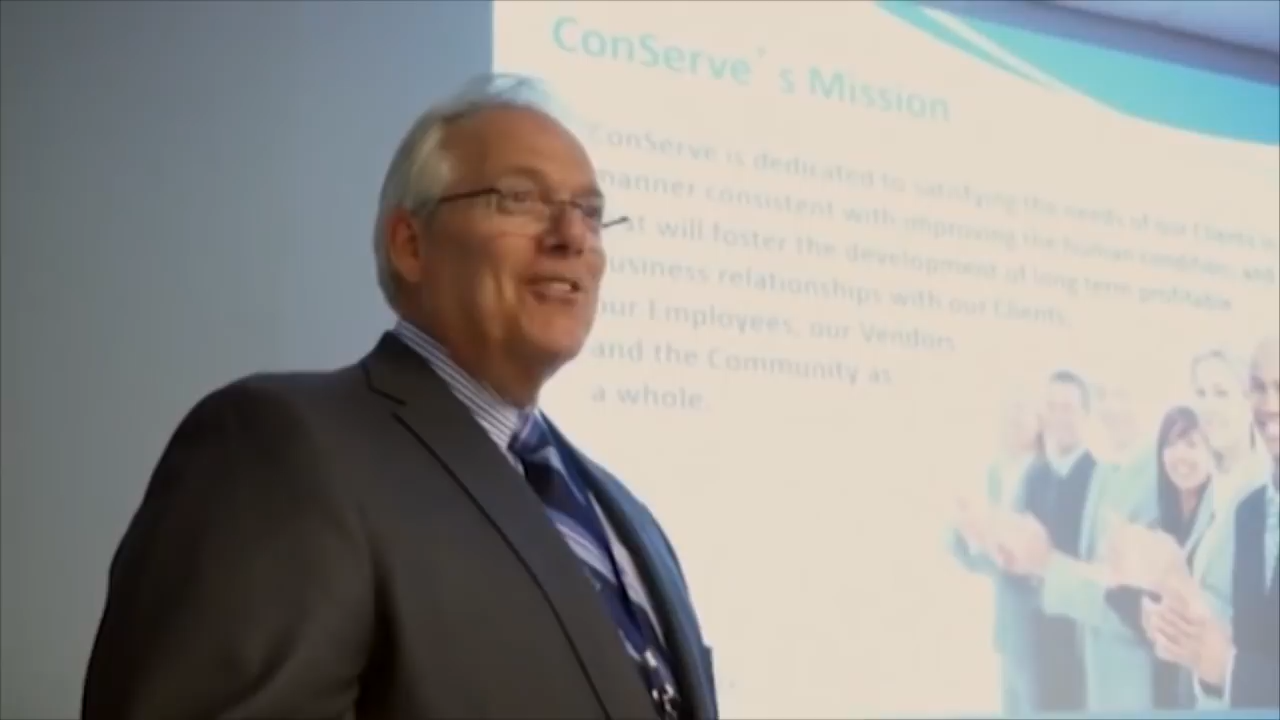 ConServe's Mission
ConServe is dedicated to satisfying the needs of our Clients
manner consistent with improving the human condition and
will foster the development of long term profitable
business relationships with our Clients,
our Employees, our Vendors
and the Community as
a whole.